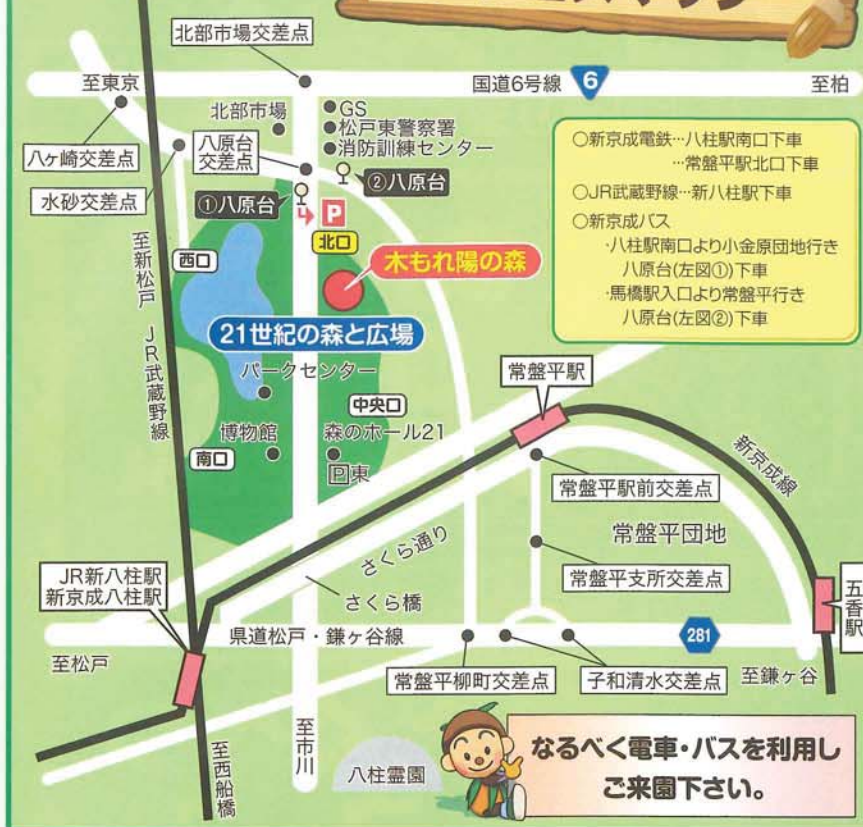 北部市場交差点
至東京
国道6号線
6
至柏
北部市場
GS
松戸東警察署
消防訓練センター
八ヶ崎交差点
八原台
交差点
水砂交差点
①八原台
②八原台
P
北口
西口
木もれ陽の森
○新京成電鉄…八柱駅南口下車
…常盤平駅北口下車
○JR武蔵野線…新八柱駅下車
○新京成バス
・八柱駅南口より小金原団地行き
八原台(左図①)下車
・馬橋駅入口より常盤平行き
八原台(左図②)下車
至新松戸
JR武蔵野線
21世紀の森と広場
パークセンター
常盤平駅
中央口
博物館
森のホール21
南口
P東
新京成線
常盤平駅前交差点
常盤平団地
さくら通り
常盤平支所交差点
JR新八柱駅
新京成八柱駅
さくら橋
五香駅
県道松戸・鎌ヶ谷線
281
至松戸
常盤平柳町交差点
子和清水交差点
至鎌ヶ谷
至市川
至西船橋
八柱霊園
なるべく電車・バスを利用し
ご来園下さい。